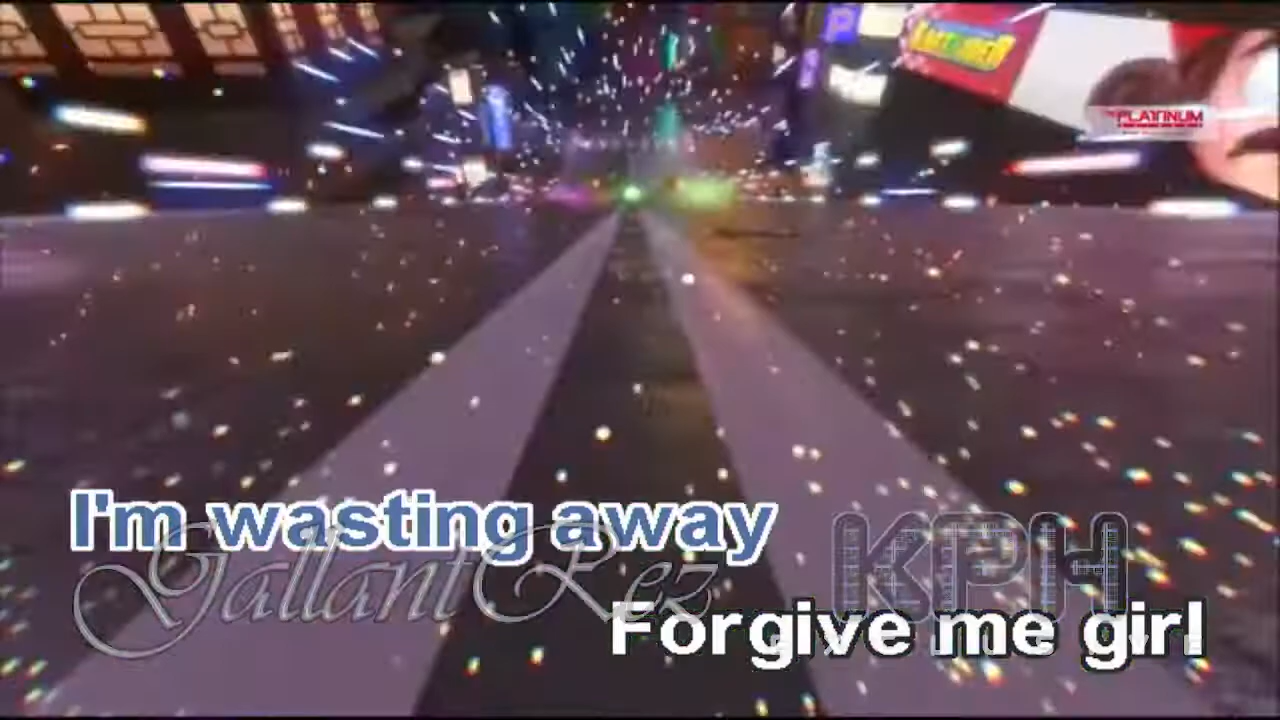 P
PLATINUM
I'm wasting away
GallantRez
KPH
Forgive me girl